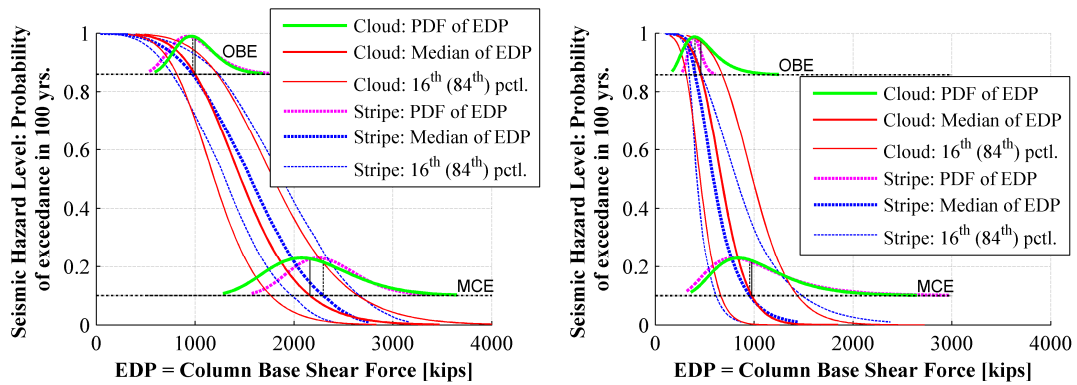 Seismic Hazard Level: Probability
of exceedance in 100 yrs.
1
0.8
0.6
0.4
0.2
0
0
1000
2000
3000
4000
EDP = Column Base Shear Force [kips]
OBE
MCE
Cloud: PDF of EDP
Cloud: Median of EDP
Cloud: 16th (84th) pctl.
Stripe: PDF of EDP
Stripe: Median of EDP
Stripe: 16th (84th) pctl.
Seismic Hazard Level: Probability
of exceedance in 100 yrs.
1
0.8
0.6
0.4
0.2
0
0
1000
2000
3000
4000
EDP = Column Base Shear Force [kips]
OBE
MCE
Cloud: PDF of EDP
Cloud: Median of EDP
Cloud: 16th (84th) pctl.
Stripe: PDF of EDP
Stripe: Median of EDP
Stripe: 16th (84th) pctl.